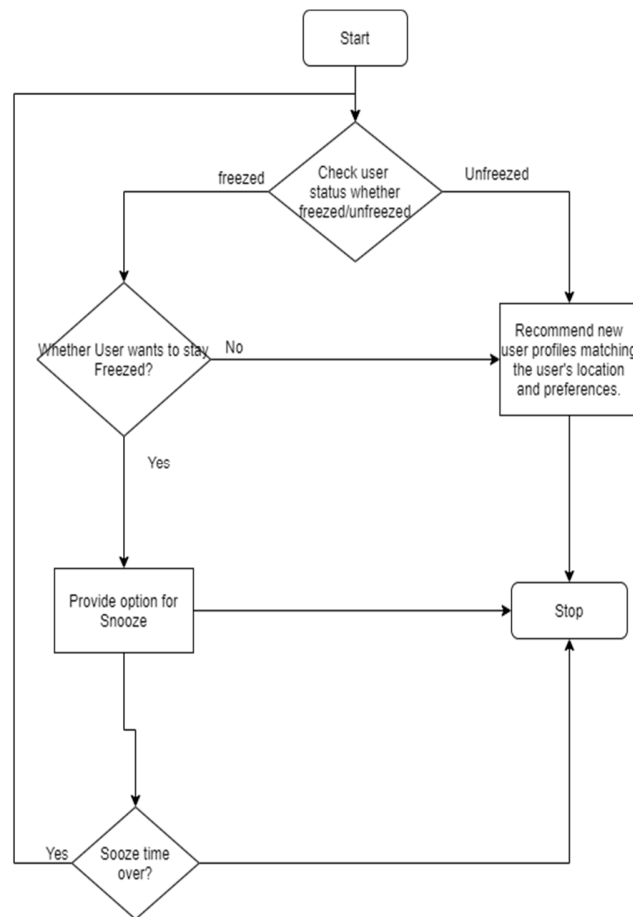 Start
Check user
status whether
freezed/unfreezed
freezed
Unfreezed
Whether User wants to stay
Freezed?
No
Recommend new
user profiles matching
the user's location
and preferences.
Yes
Provide option for
Snooze
Stop
Yes
Sooze time
over?